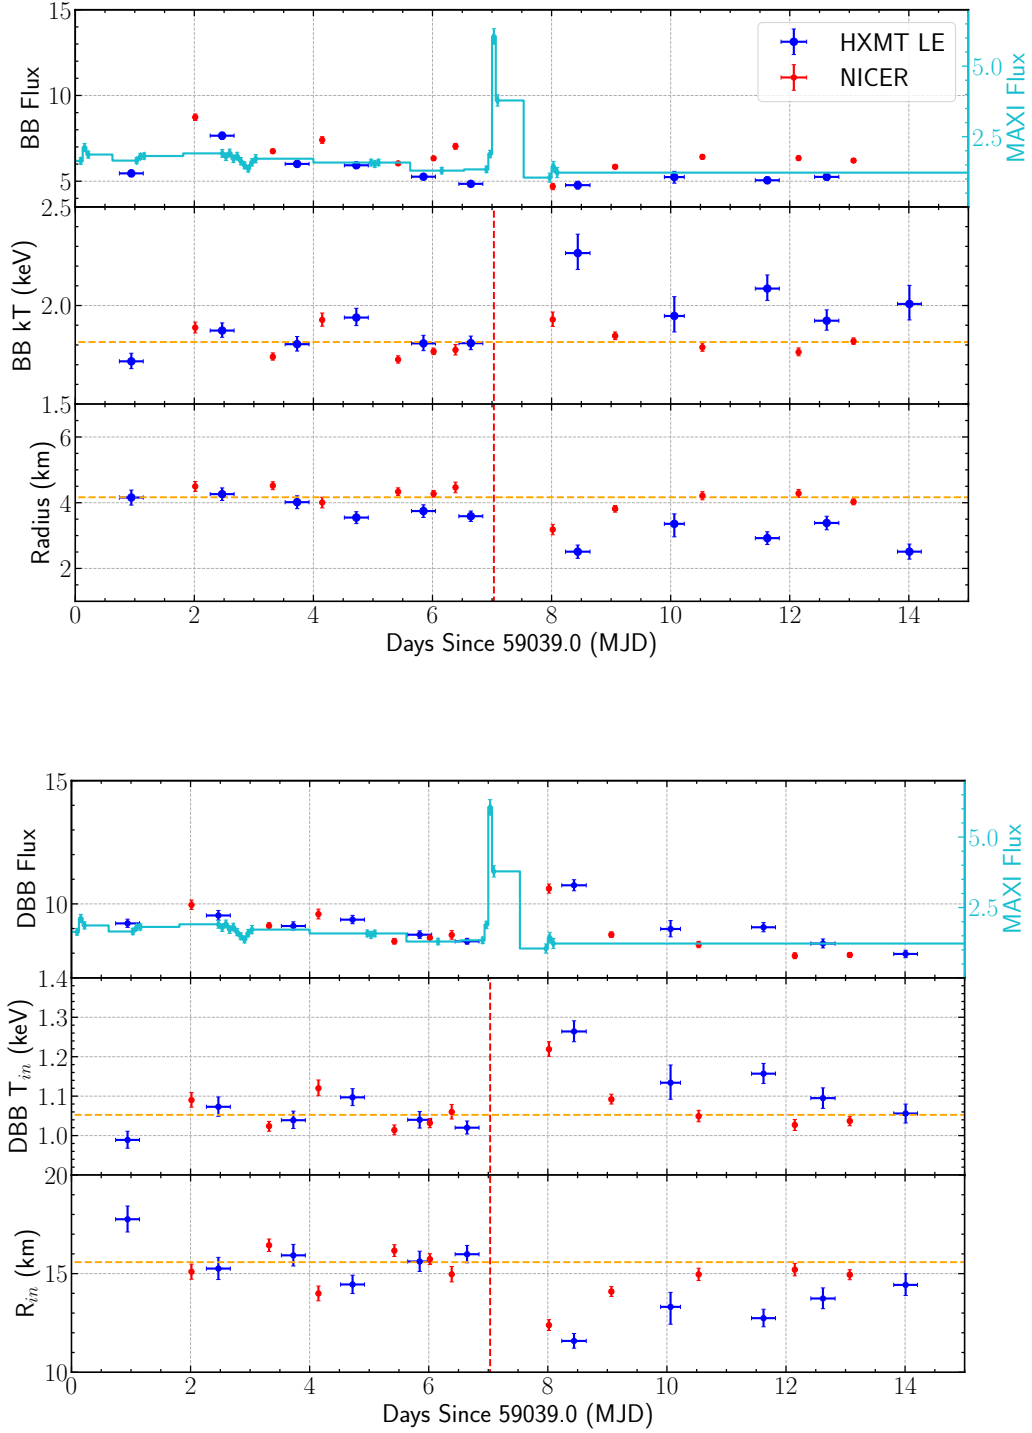 15
10
5
BB Flux
HXMT LE
NICER
5.0
2.5
MAXI Flux
2.5
2.0
1.5
BB kT (keV)
6
4
2
Radius (km)
0 2 4 6 8 10 12 14
Days Since 59039.0 (MJD)
15
10
DBB Flux
5.0
2.5
MAXI Flux
1.4
1.4
1.3
1.2
1.1
1.0
DBB T_in (keV)
20
15
10
R_in (km)
0 2 4 6 8 10 12 14
Days Since 59039.0 (MJD)